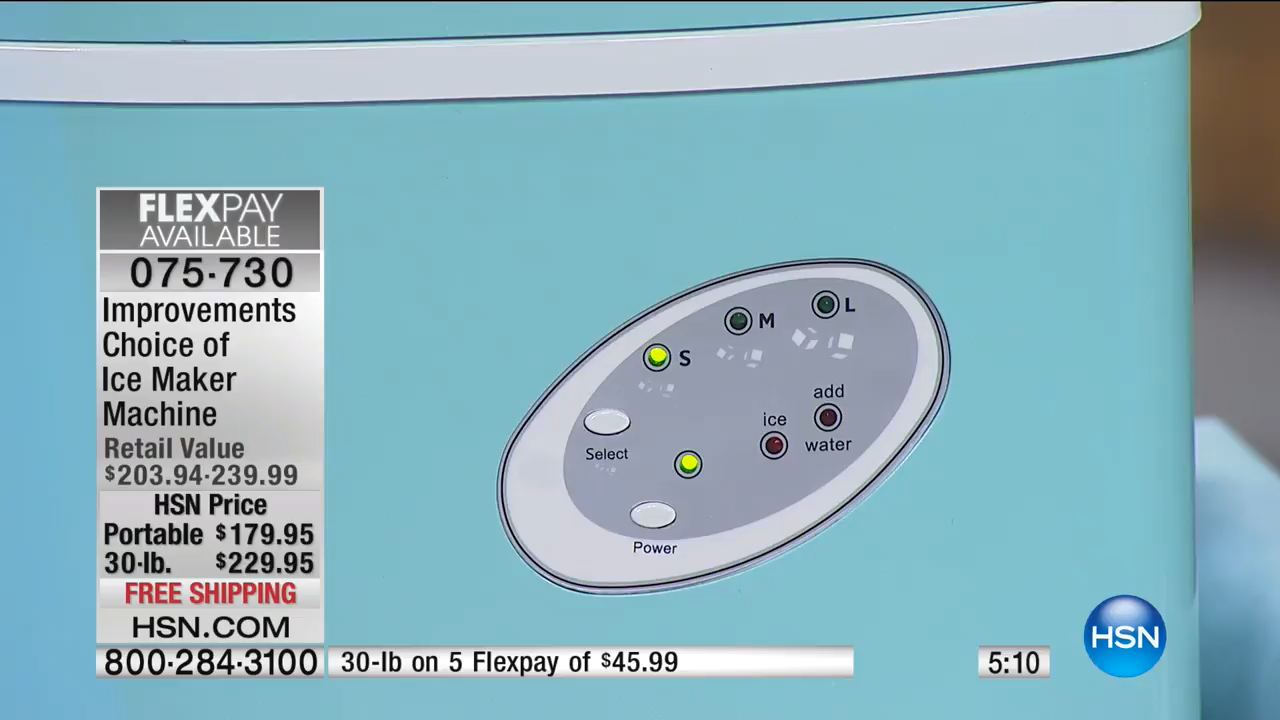 FLEXPAY
AVAILABLE
075-730
Improvements
Choice of
Ice Maker
Machine
Retail Value
$203.94-239.99
HSN Price
Portable $179.95
30-lb. $229.95
FREE SHIPPING
HSN.COM
800-284-3100
30-lb on 5 Flexpay of $45.99
5:10
HSN
S
M
L
Select
Power
ice
add
water